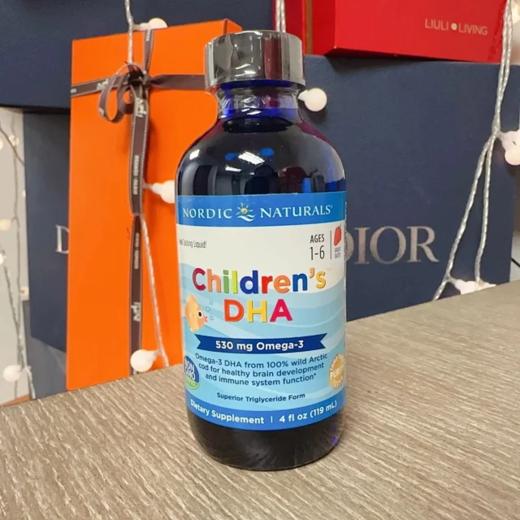 LIULI LIVING
DIOR
NORDIC NATURALS®
AGES
1-6
Children's
DHA
530 mg Omega-3
Omega-3 DHA from 100% wild Arctic
cod for healthy brain development
and immune system function*
Superior Triglyceride Form
Dietary Supplement | 4 fl oz (119 mL)